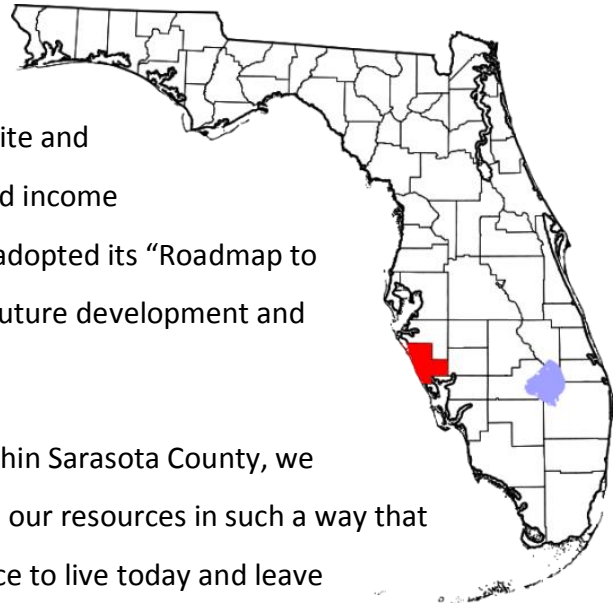 ite and
d income
adopted its “Roadmap to
uture development and
hin Sarasota County, we
our resources in such a way that
ce to live today and leave